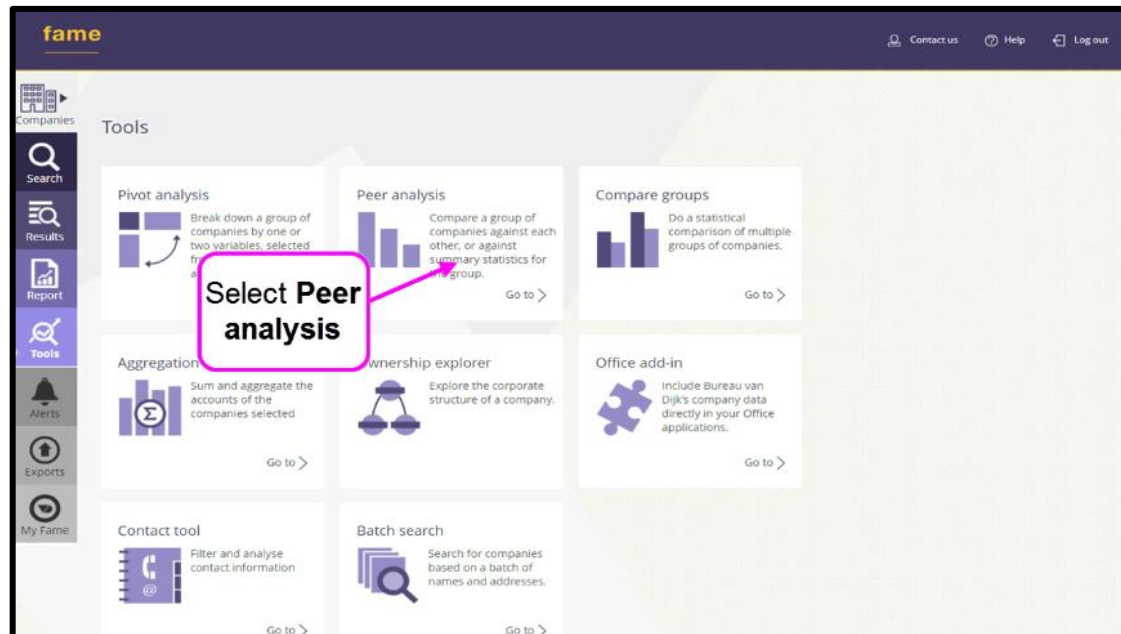 fame
Contact us
Help
Log out
Companies
Search
Results
Report
Tools
Alerts
Exports
My Fame
Tools
Pivot analysis
Break down a group of
companies by one or
two variables, selected
Peer analysis
Compare a group of
companies against each
other, or against
summary statistics for
group.
Go to
Compare groups
Do a statistical
comparison of multiple
groups of companies.
Go to
Select Peer
analysis
Aggregation
Sum and aggregate the
accounts of the
companies selected
Go to
wnership explorer
Explore the corporate
structure of a company.
Office add-in
Include Bureau van
Dijk's company data
directly in your Office
applications.
Go to
Contact tool
Filter and analyse
contact information
@
Go to
Batch search
Search for companies
based on a batch of
names and addresses.
Go to